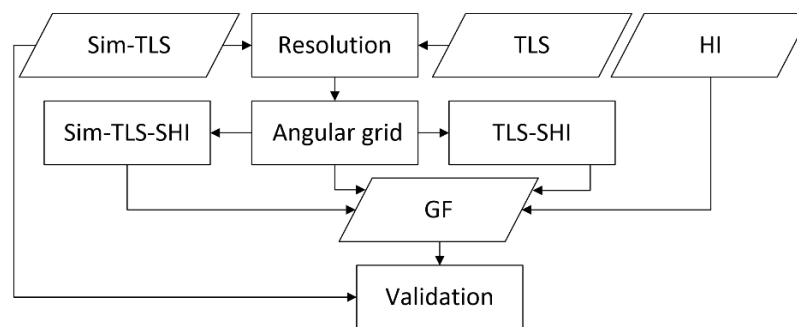 Sim-TLS
Resolution
TLS
HI
Sim-TLS-SHI
Angular grid
TLS-SHI
GF
Validation